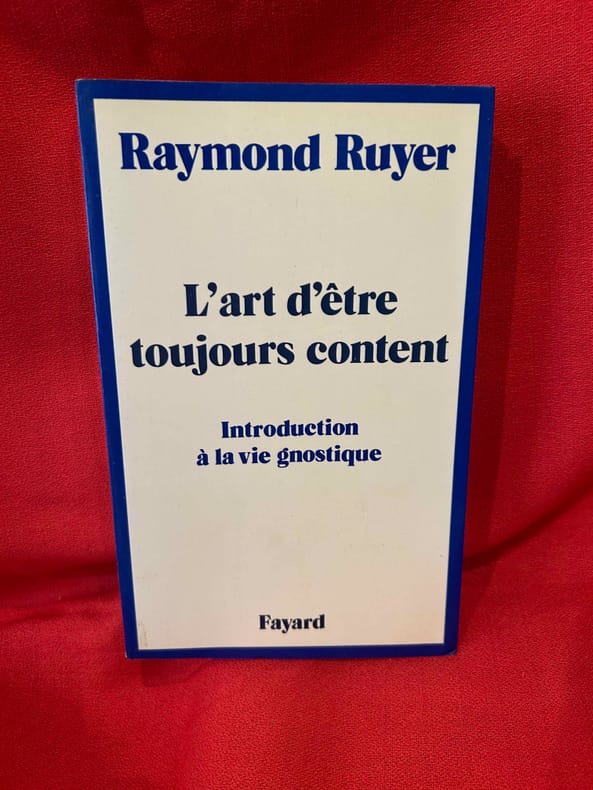 Raymond Ruyer
L'art d'être
toujours content
Introduction
à la vie gnostique
Fayard